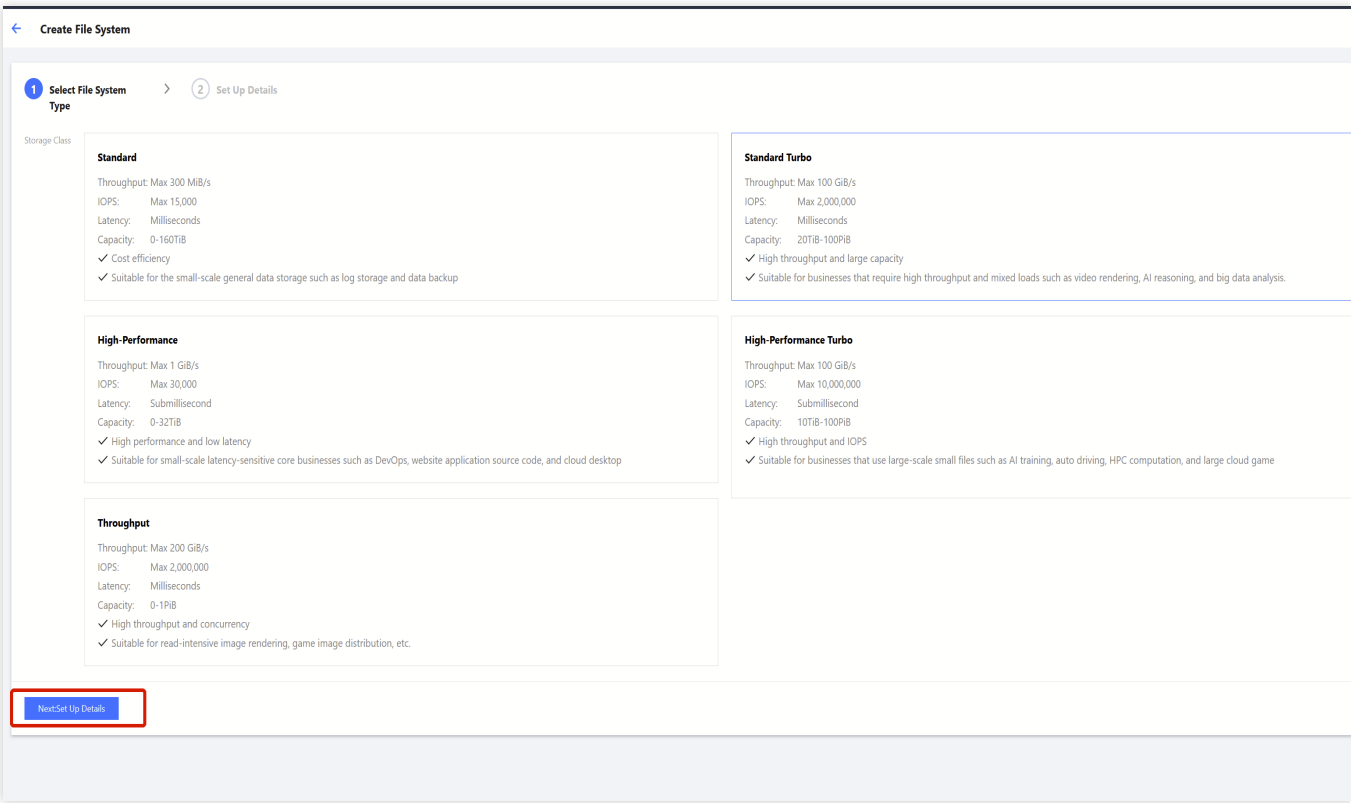 Create File System
1 Select File System Type
2 Set Up Details
Storage Class
Standard
Throughput: Max 300 MiB/s
IOPS: Max 15,000
Latency: Milliseconds
Capacity: 0-160TiB
Cost efficiency
Suitable for the small-scale general data storage such as log storage and data backup
Standard Turbo
Throughput: Max 100 GiB/s
IOPS: Max 2,000,000
Latency: Milliseconds
Capacity: 20TiB-100PiB
High throughput and large capacity
Suitable for businesses that require high throughput and mixed loads such as video rendering, AI reasoning, and big data analysis.
High-Performance
Throughput: Max 1 GiB/s
IOPS: Max 30,000
Latency: Submillisecond
Capacity: 0-32TiB
High performance and low latency
Suitable for small-scale latency-sensitive core businesses such as DevOps, website application source code, and cloud desktop
High-Performance Turbo
Throughput: Max 100 GiB/s
IOPS: Max 10,000,000
Latency: Submillisecond
Capacity: 10TiB-100PiB
High throughput and IOPS
Suitable for businesses that use large-scale small files such as AI training, auto driving, HPC computation, and large cloud game
Throughput
Throughput: Max 200 GiB/s
IOPS: Max 2,000,000
Latency: Milliseconds
Capacity: 0-1PiB
High throughput and concurrency
Suitable for read-intensive image rendering, game image distribution, etc.
Next:Set Up Details